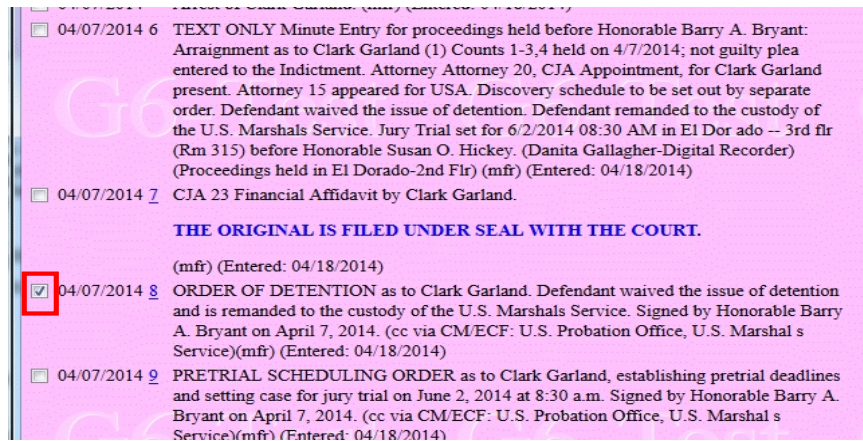 04/07/2014 6 TEXT ONLY Minute Entry for proceedings held before Honorable Barry A. Bryant:
Arraignment as to Clark Garland (1) Counts 1-3,4 held on 4/7/2014; not guilty plea
entered to the Indictment. Attorney Attorney 20, CJA Appointment, for Clark Garland
present. Attorney 15 appeared for USA. Discovery schedule to be set out by separate
order. Defendant waived the issue of detention. Defendant remanded to the custody of
the U.S. Marshals Service. Jury Trial set for 6/2/2014 08:30 AM in El Dor ado -- 3rd flr
(Rm 315) before Honorable Susan O. Hickey. (Danita Gallagher-Digital Recorder)
(Proceedings held in El Dorado-2nd Flr) (mfr) (Entered: 04/18/2014)
04/07/2014 7 CJA 23 Financial Affidavit by Clark Garland.
THE ORIGINAL IS FILED UNDER SEAL WITH THE COURT.
(mfr) (Entered: 04/18/2014)
04/07/2014 8 ORDER OF DETENTION as to Clark Garland. Defendant waived the issue of detention
and is remanded to the custody of the U.S. Marshals Service. Signed by Honorable Barry
A. Bryant on April 7, 2014. (cc via CM/ECF: U.S. Probation Office, U.S. Marshal s
Service)(mfr) (Entered: 04/18/2014)
04/07/2014 9 PRETRIAL SCHEDULING ORDER as to Clark Garland, establishing pretrial deadlines
and setting case for jury trial on June 2, 2014 at 8:30 a.m. Signed by Honorable Barry A.
Bryant on April 7, 2014. (cc via CM/ECF: U.S. Probation Office, U.S. Marshal s
Service)(mfr) (Entered: 04/18/2014)